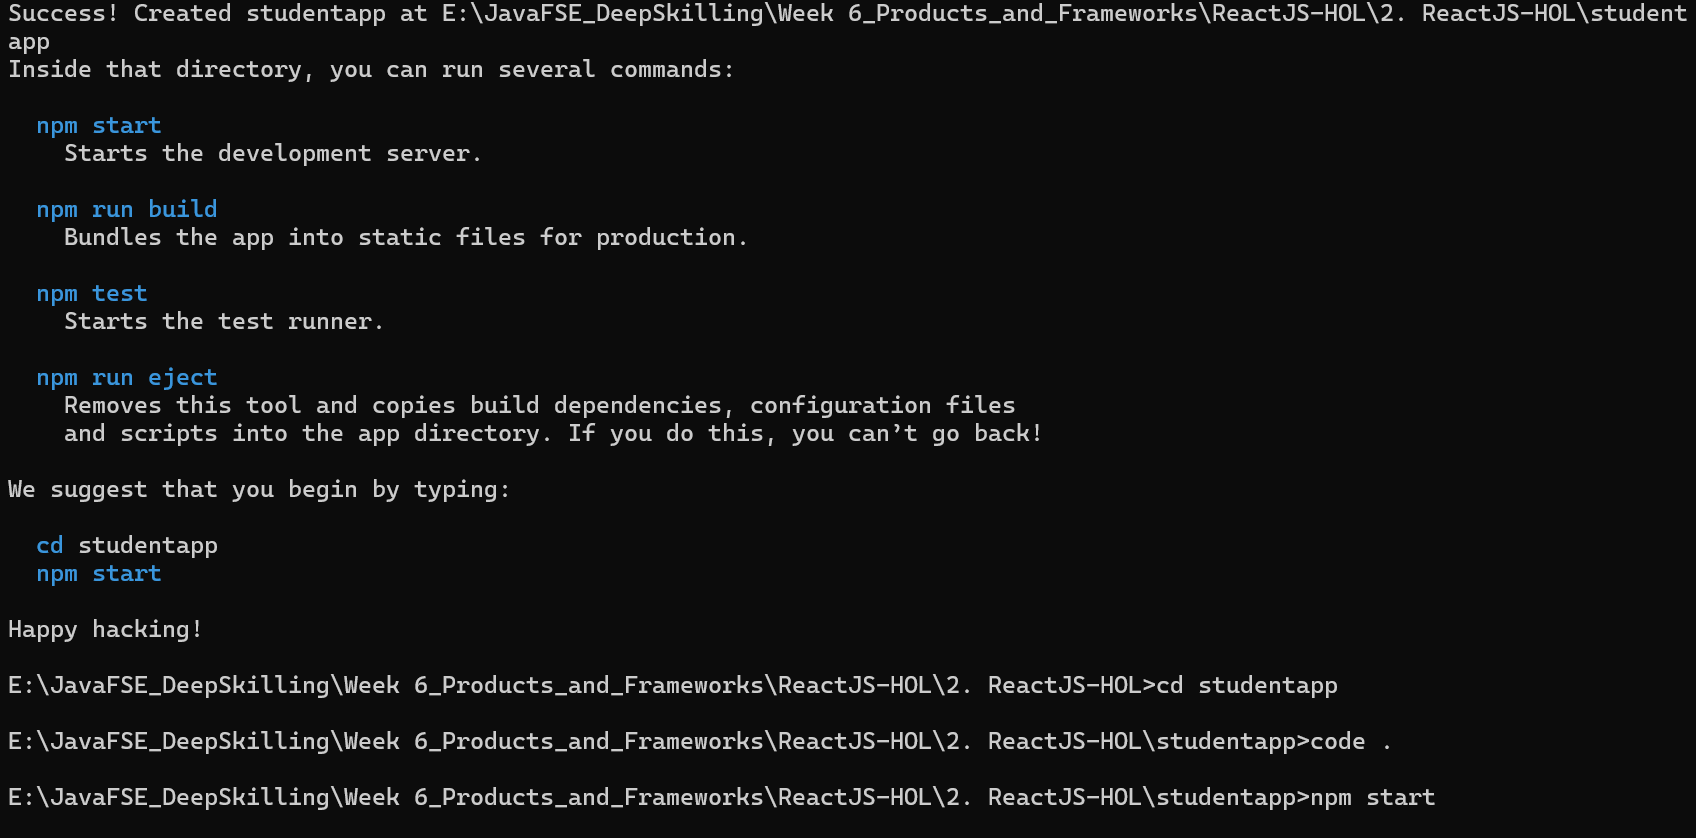 Success! Created studentapp at E:\JavaFSE_DeepSkilling\Week 6_Products_and_Frameworks\ReactJS-HOL\2. ReactJS-HOL\student
app
Inside that directory, you can run several commands:
npm start
Starts the development server.
npm run build
Bundles the app into static files for production.
npm test
Starts the test runner.
npm run eject
Removes this tool and copies build dependencies, configuration files
and scripts into the app directory. If you do this, you can’t go back!
We suggest that you begin by typing:
cd studentapp
npm start
Happy hacking!
E:\JavaFSE_DeepSkilling\Week 6_Products_and_Frameworks\ReactJS-HOL\2. ReactJS-HOL>cd studentapp
E:\JavaFSE_DeepSkilling\Week 6_Products_and_Frameworks\ReactJS-HOL\2. ReactJS-HOL\studentapp>code .
E:\JavaFSE_DeepSkilling\Week 6_Products_and_Frameworks\ReactJS-HOL\2. ReactJS-HOL\studentapp>npm start